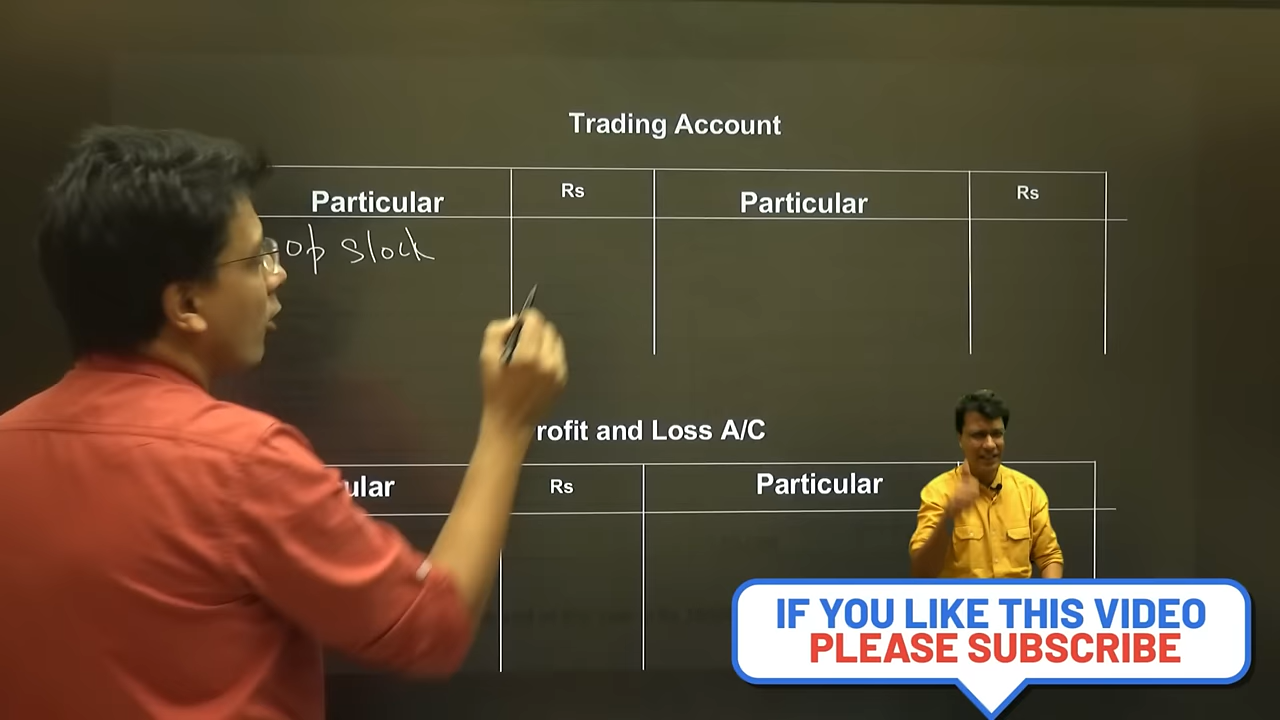 Trading Account
Particular Rs Particular Rs
op stock
rofit and Loss A/C
ular Rs Particular
IF YOU LIKE THIS VIDEO
PLEASE SUBSCRIBE